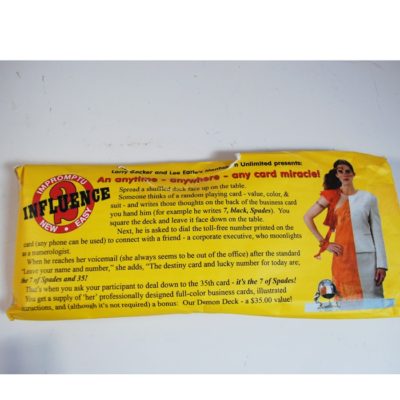 IMPROMPTU
3
INFLUENCE
NEW • EASY
Larry Becker and Lee Earle's Unlimited presents:
An anytime - anywhere - any card miracle!
Spread a shuffled deck face up on the table.
Someone thinks of a random playing card - value, color, &
suit - and writes those thoughts on the back of the business card
you hand him (for example he writes 7, black, Spades). You
square the deck and leave it face down on the table.
Next, he is asked to dial the toll-free number printed on the
card (any phone can be used) to connect with a friend - a corporate executive, who moonlights
as a numerologist.
When he reaches her voicemail (she always seems to be out of the office) after the standard
"Leave your name and number," she adds, "The destiny card and lucky number for today are,
the 7 of Spades and 35!
That's when you ask your participant to deal down to the 35th card - it's the 7 of Spades!
You get a supply of 'her' professionally designed full-color business cards, illustrated
instructions, and (although it's not required) a bonus: Our Demon Deck - a $35.00 value!